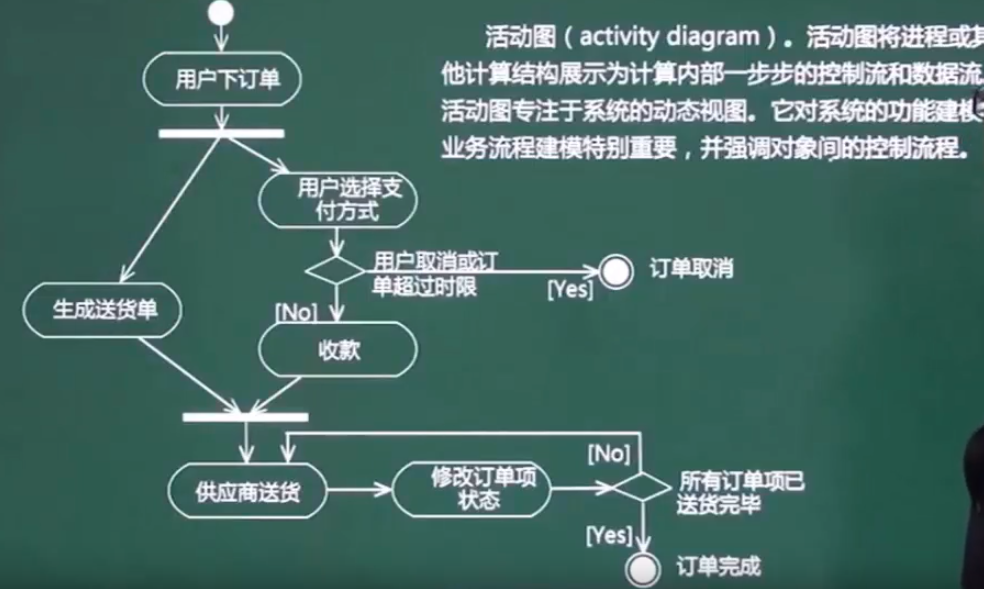 活动图（activity diagram）。活动图将进程或其
他计算结构展示为计算内部一步步的控制流和数据流
活动图专注于系统的动态视图。它对系统的功能建模
业务流程建模特别重要，并强调对象间的控制流程。
用户下订单
用户选择支
付方式
用户取消或订
单超过时限
[Yes]
订单取消
生成送货单
[No]
收款
供应商送货
修改订单项
状态
[No]
所有订单项已
送货完毕
[Yes]
订单完成